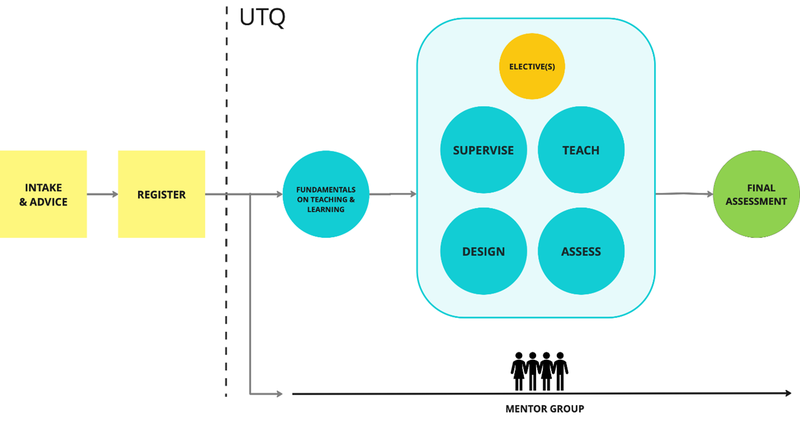 UTQ
ELECTIVE(S)
SUPERVISE
TEACH
INTAKE
& ADVICE
REGISTER
FUNDAMENTALS
ON TEACHING &
LEARNING
FINAL
ASSESSMENT
DESIGN
ASSESS
MENTOR GROUP